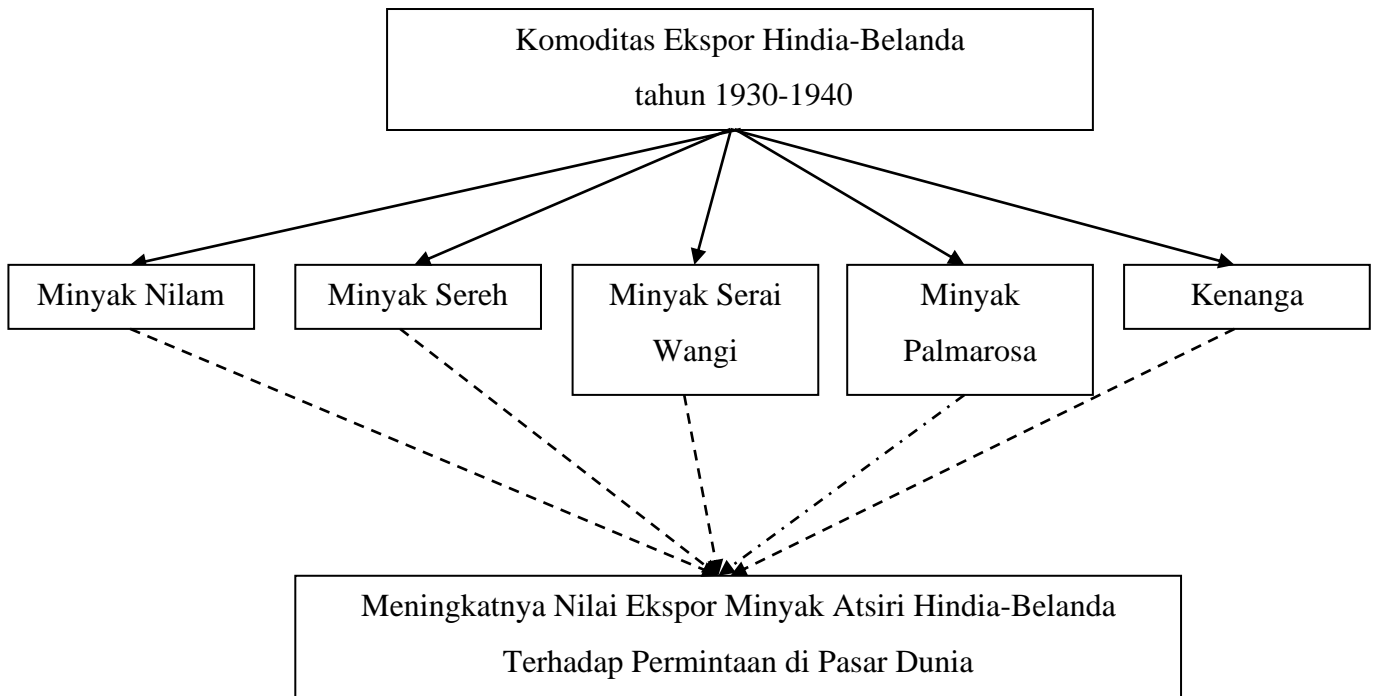 Komoditas Ekspor Hindia-Belanda
tahun 1930-1940
Minyak Nilam
Minyak Sereh
Minyak Serai
Wangi
Minyak
Palmarosa
Kenanga
Meningkatnya Nilai Ekspor Minyak Atsiri Hindia-Belanda
Terhadap Permintaan di Pasar Dunia